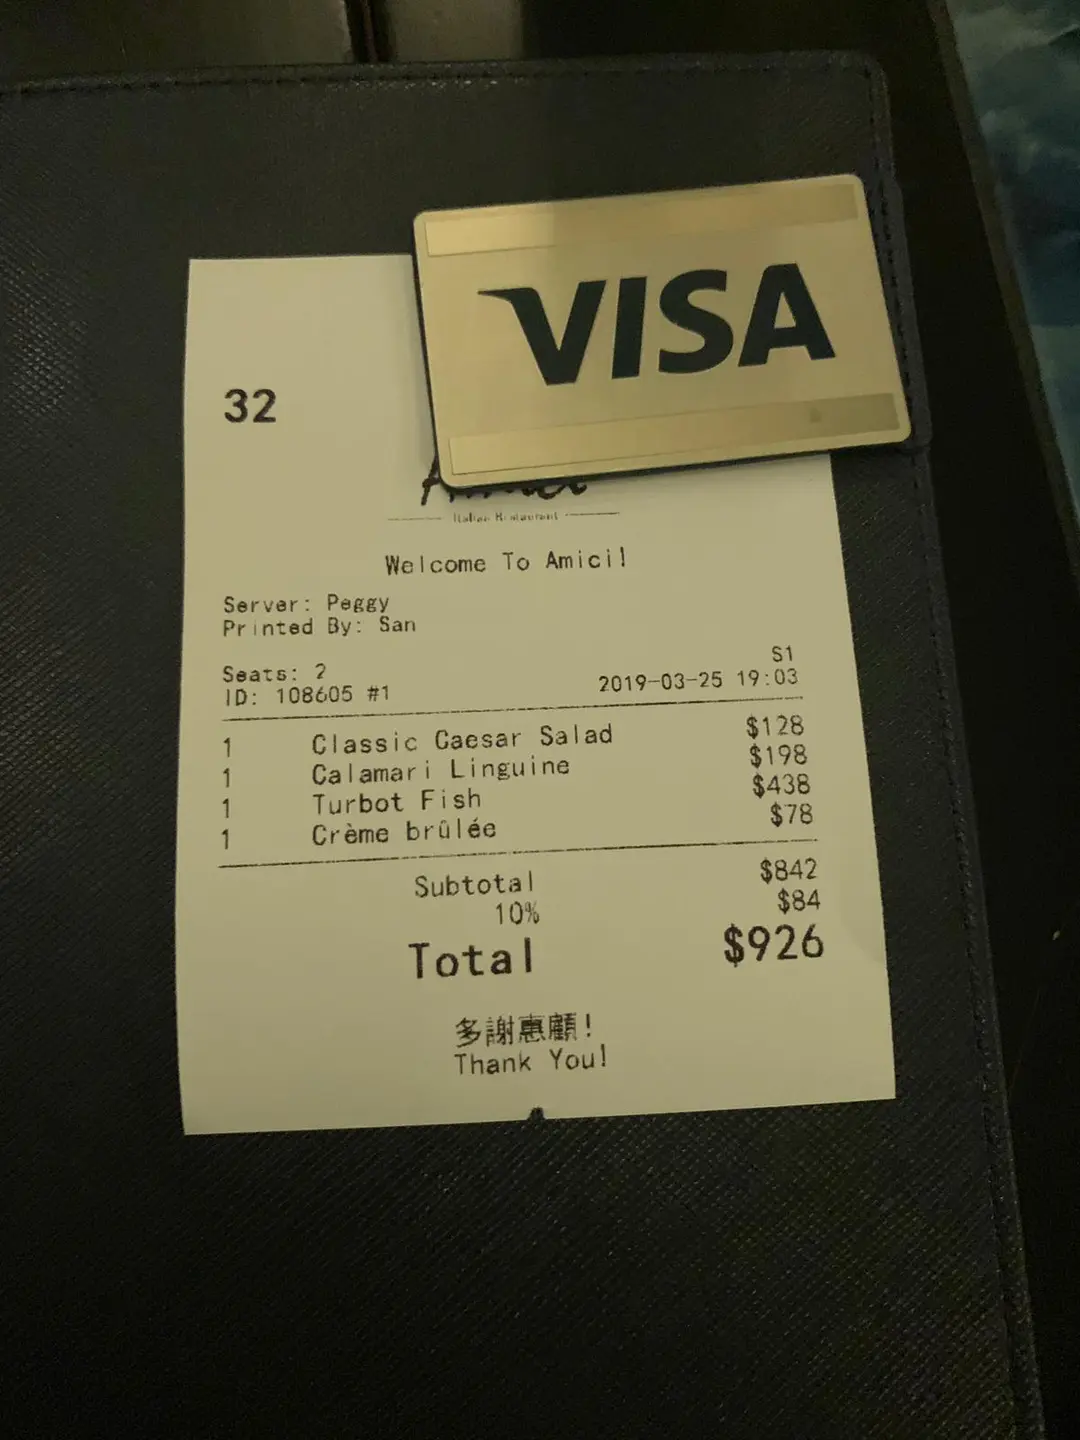 VISA
32
Italian Restaurant
Welcome To Amici!
Server: Peggy
Printed By: San
S1
Seats: 2
ID: 108605 #1 2019-03-25 19:03
1 Classic Caesar Salad $128
1 Calamari Linguine $198
1 Turbot Fish $438
1 Crème brûlée $78
Subtotal $842
10% $84
Total $926
多謝惠顧!
Thank You!